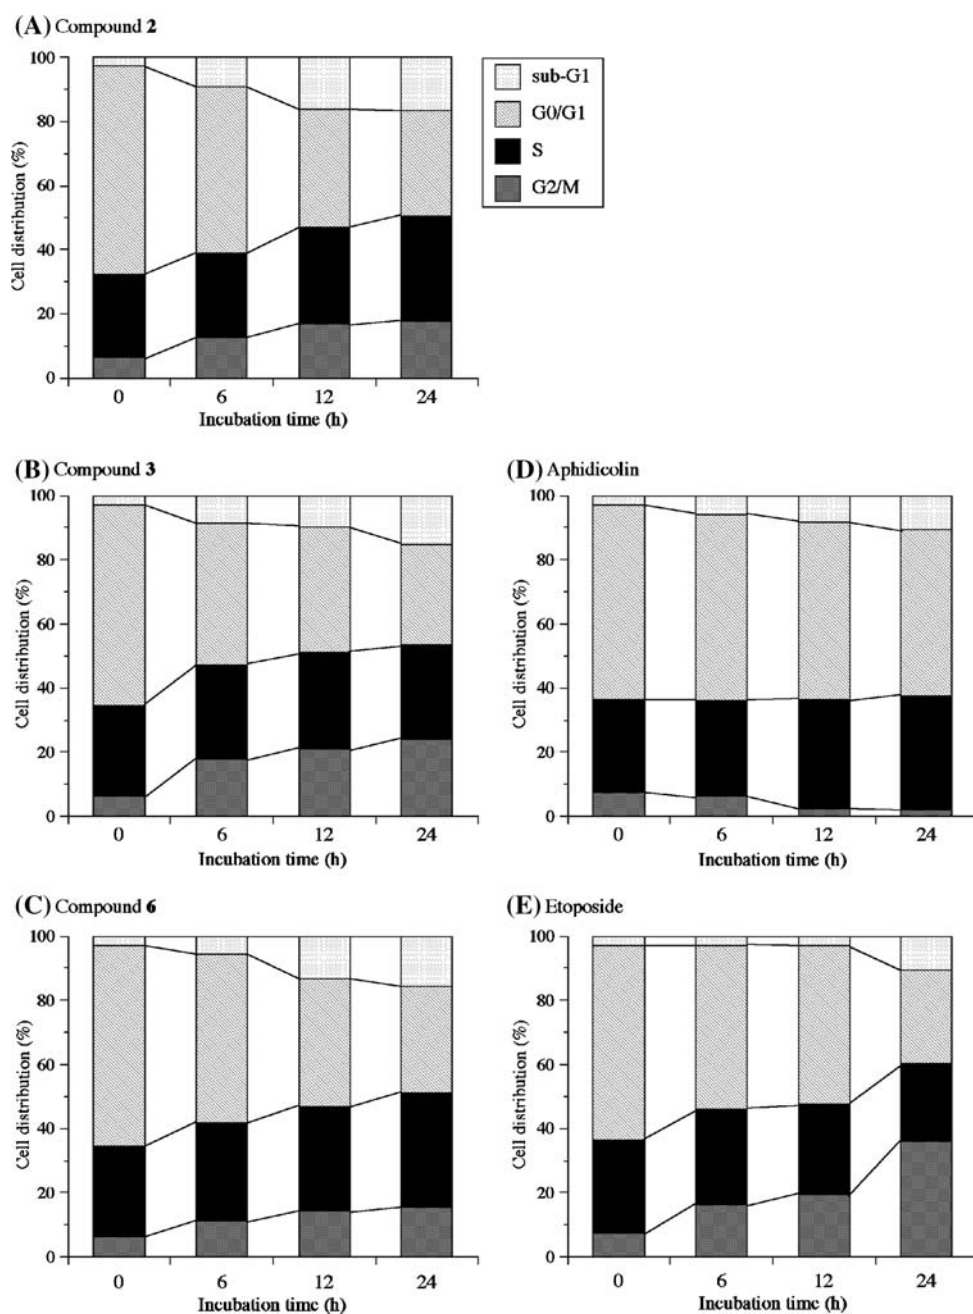 (A) Compound 2
100
80
60
40
20
0
Cell distribution (%)
0 6 12 24
Incubation time (h)
sub-G1
G0/G1
S
G2/M
(B) Compound 3
100
80
60
40
20
0
Cell distribution (%)
0 6 12 24
Incubation time (h)
(D) Aphidicolin
100
80
60
40
20
0
Cell distribution (%)
0 6 12 24
Incubation time (h)
(C) Compound 6
100
80
60
40
20
0
Cell distribution (%)
0 6 12 24
Incubation time (h)
(E) Etoposide
100
80
60
40
20
0
Cell distribution (%)
0 6 12 24
Incubation time (h)